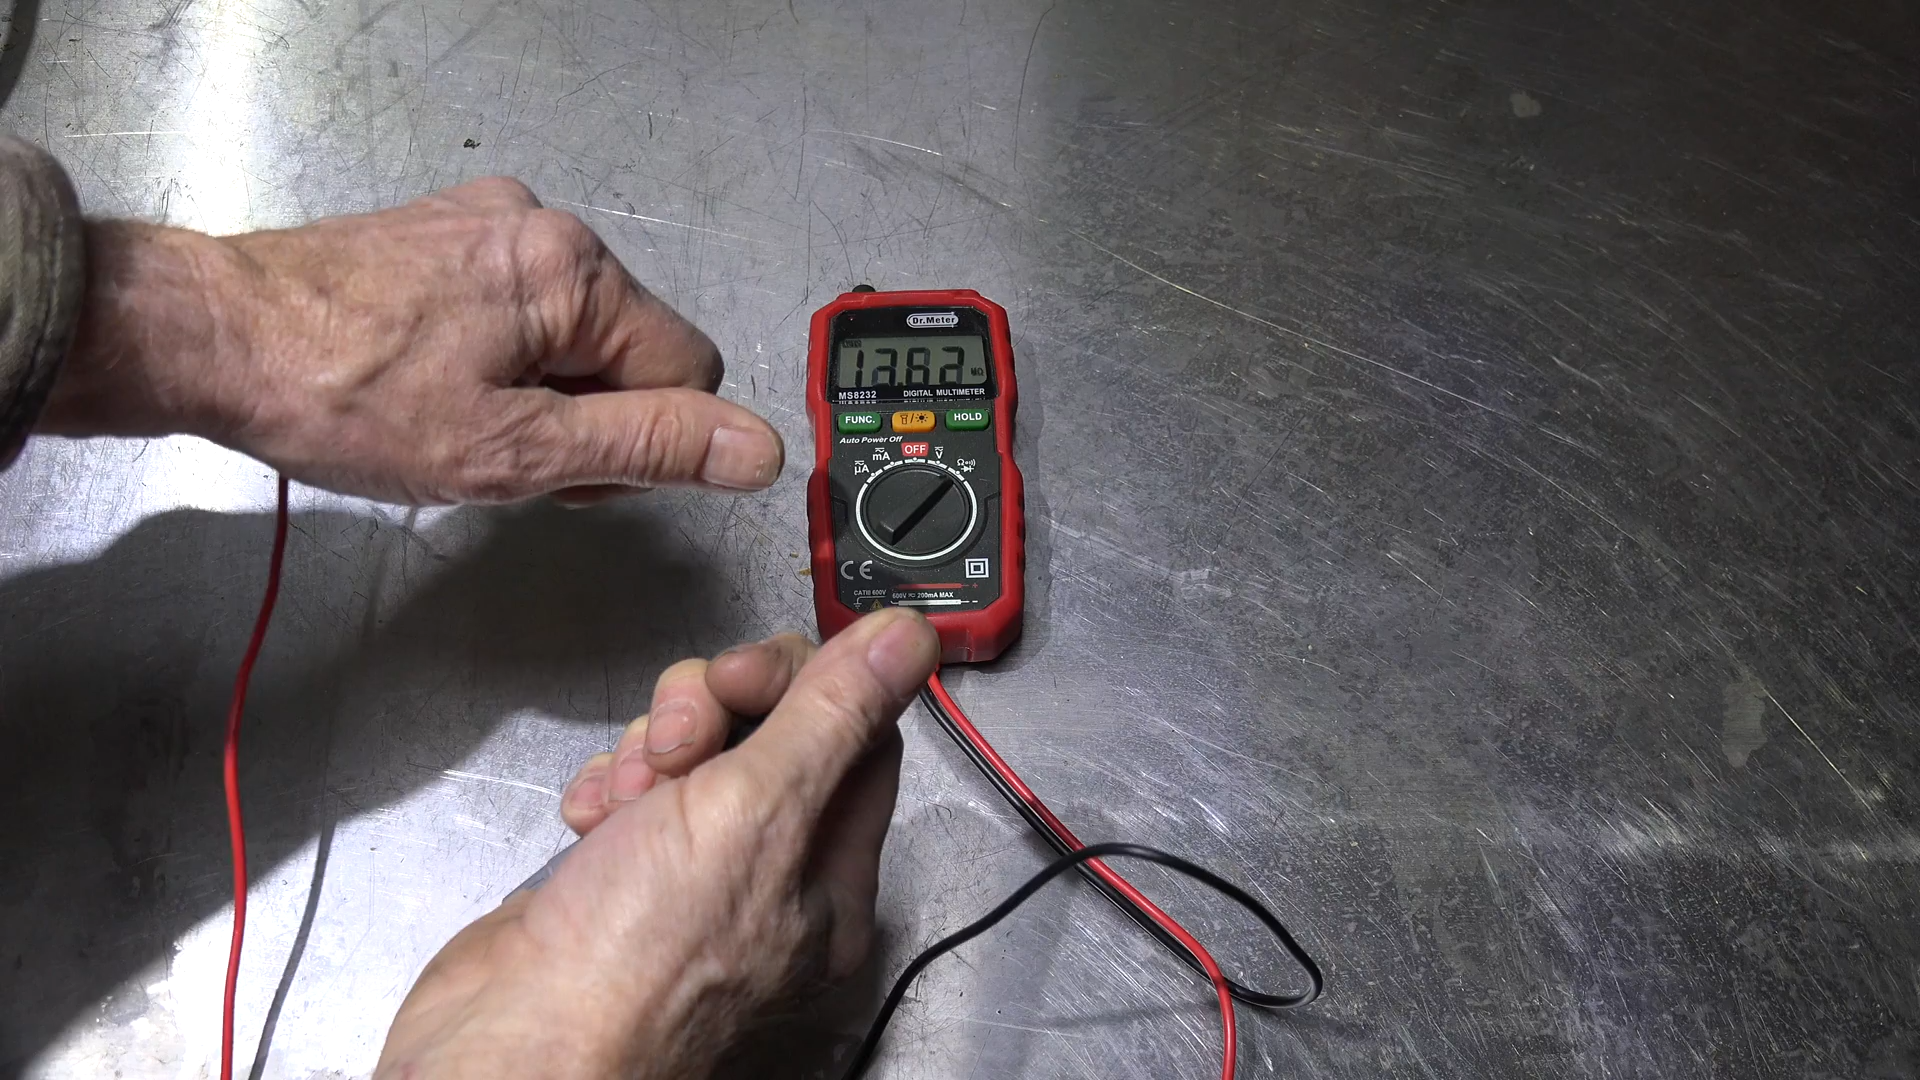 Dr.Meter
AUTO
13.82 MΩ
MS8232 DIGITAL MULTIMETER
FUNC. HOLD
Auto Power Off
µA mA OFF V Ω
CE
CATIII 600V 600V 200mA MAX